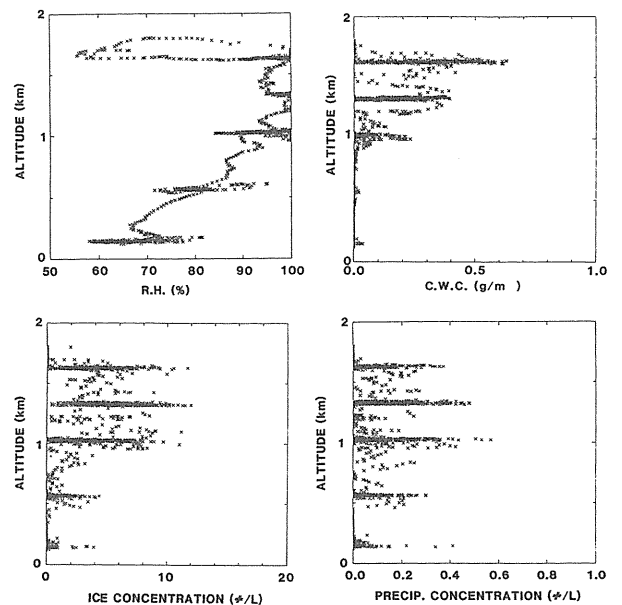 2
2
ALTITUDE (km)
ALTITUDE (km)
1
1
0
0
50 60 70 80 90 100
0.0 0.5 1.0
R.H. (%)
C.W.C. (g/m )
2
2
ALTITUDE (km)
ALTITUDE (km)
1
1
0
0
0 10 20
0.0 0.2 0.4 0.6 0.8 1.0
ICE CONCENTRATION (≠/L)
PRECIP. CONCENTRATION (≠/L)